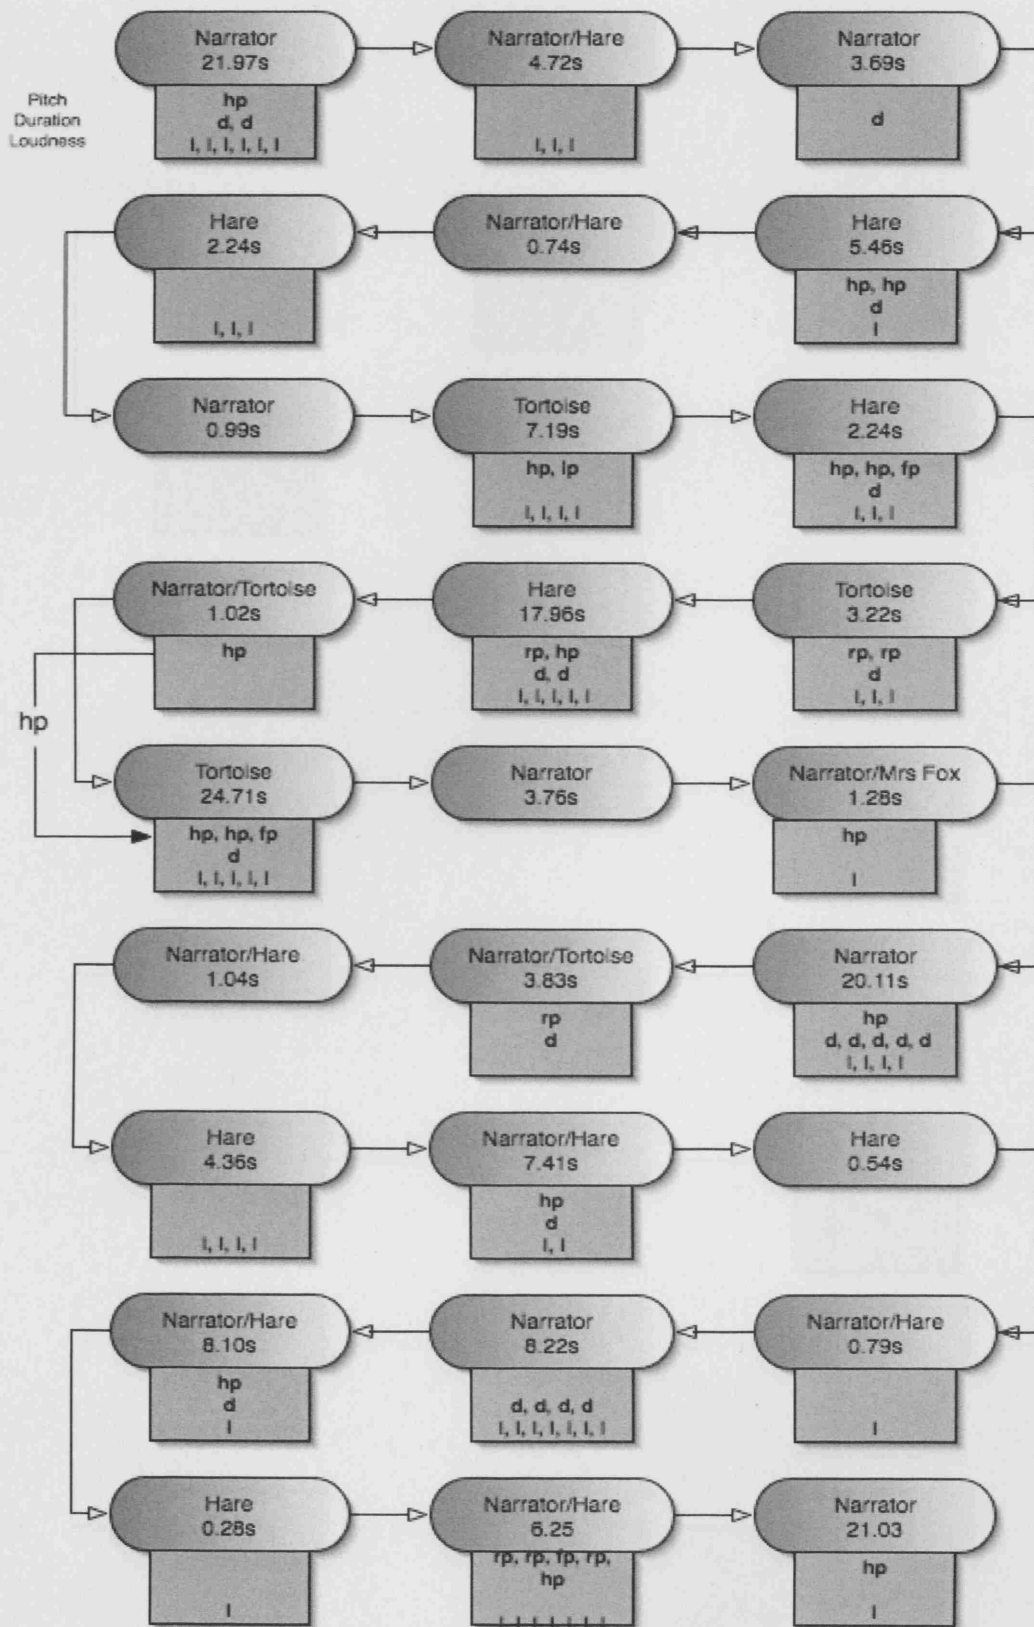 Pitch
Duration
Loudness
Narrator
21.97s
hp
d, d
l, l, l, l, l, l
Narrator/Hare
4.72s
l, l, l
Narrator
3.69s
d
Hare
2.24s
l, l, l
Narrator/Hare
0.74s
Hare
5.46s
hp, hp
d
l
Narrator
0.99s
Tortoise
7.19s
hp, lp
l, l, l, l
Hare
2.24s
hp, hp, fp
d
l, l, l
Narrator/Tortoise
1.02s
hp
Hare
17.96s
rp, hp
d, d
l, l, l, l, l
Tortoise
3.22s
rp, rp
d
l, l, l
hp
Tortoise
24.71s
hp, hp, fp
d
l, l, l, l, l
Narrator
3.76s
Narrator/Mrs Fox
1.28s
hp
l
Narrator/Hare
1.04s
Narrator/Tortoise
3.83s
rp
d
Narrator
20.11s
hp
d, d, d, d, d
l, l, l, l
Hare
4.36s
l, l, l, l
Narrator/Hare
7.41s
hp
d
l, l
Hare
0.54s
Narrator/Hare
8.10s
hp
d
l
Narrator
8.22s
d, d, d, d
l, l, l, l, l, l, l
Narrator/Hare
0.79s
l
Hare
0.28s
l
Narrator/Hare
6.25
rp, rp, fp, rp,
hp
Narrator
21.03
hp
l